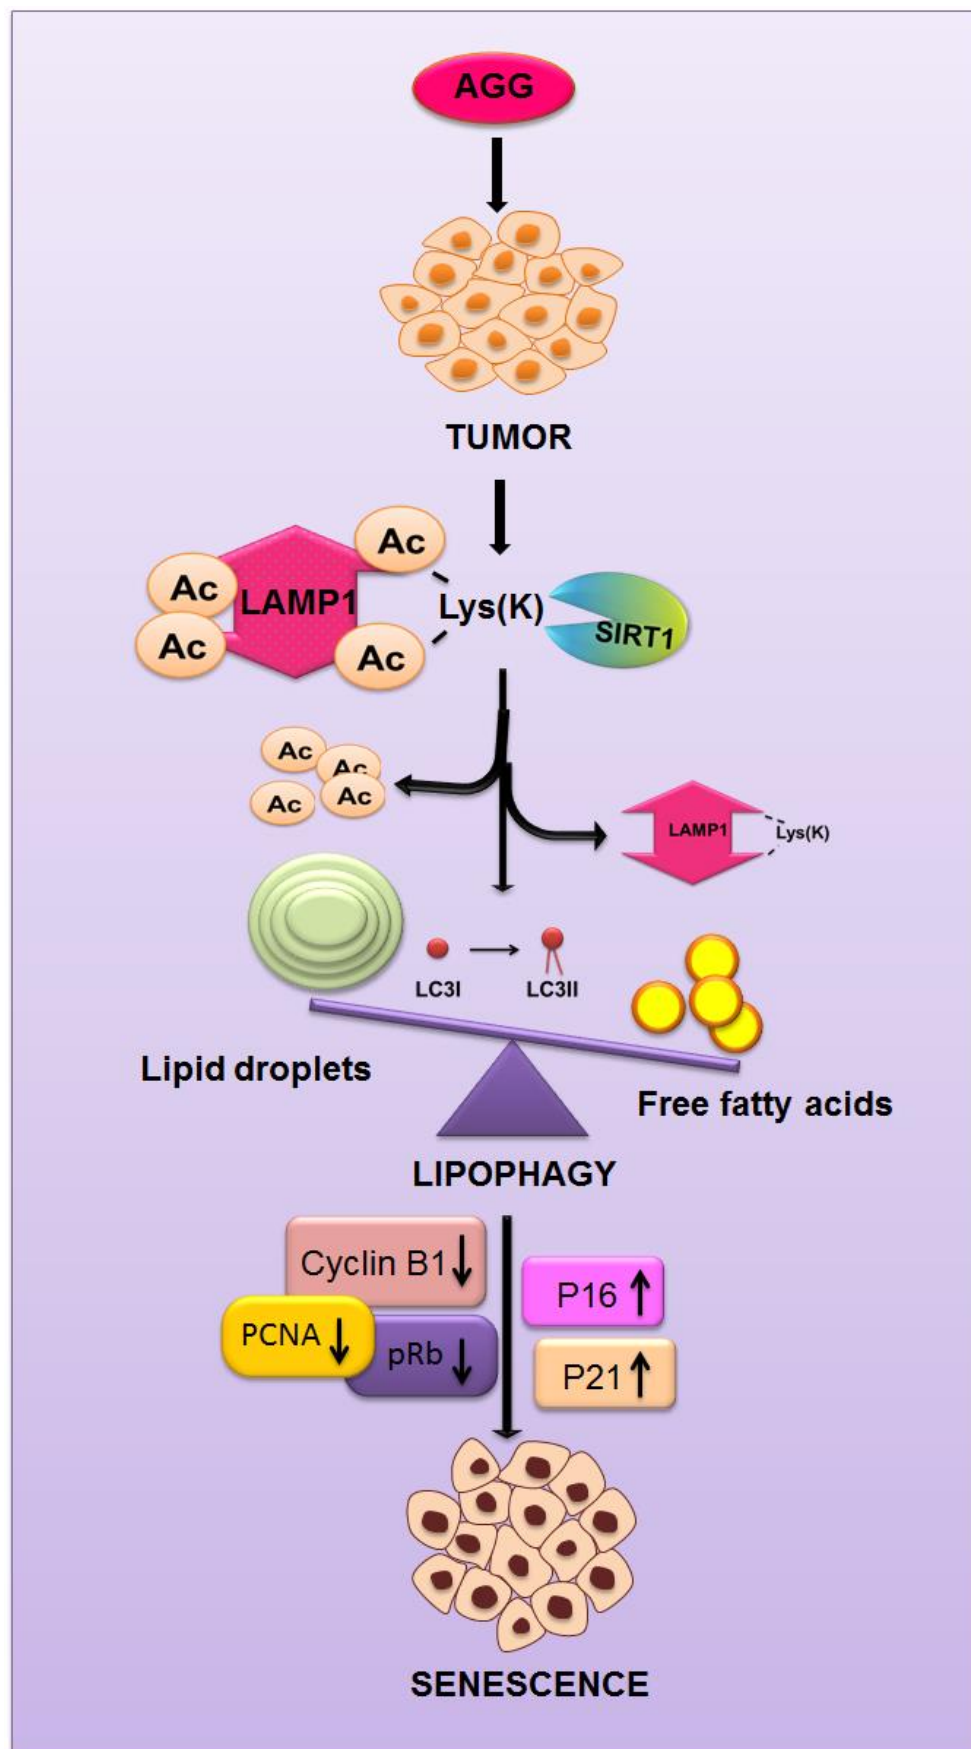 AGG
TUMOR
Ac
Ac
LAMP1
Lys(K)
SIRT1
Ac
Ac
Ac
Ac
Ac
Ac
LAMP1
Lys(K)
LC3I
LC3II
Lipid droplets
Free fatty acids
LIPOPHAGY
Cyclin B1
P16
PCNA
pRb
P21
SENESCENCE